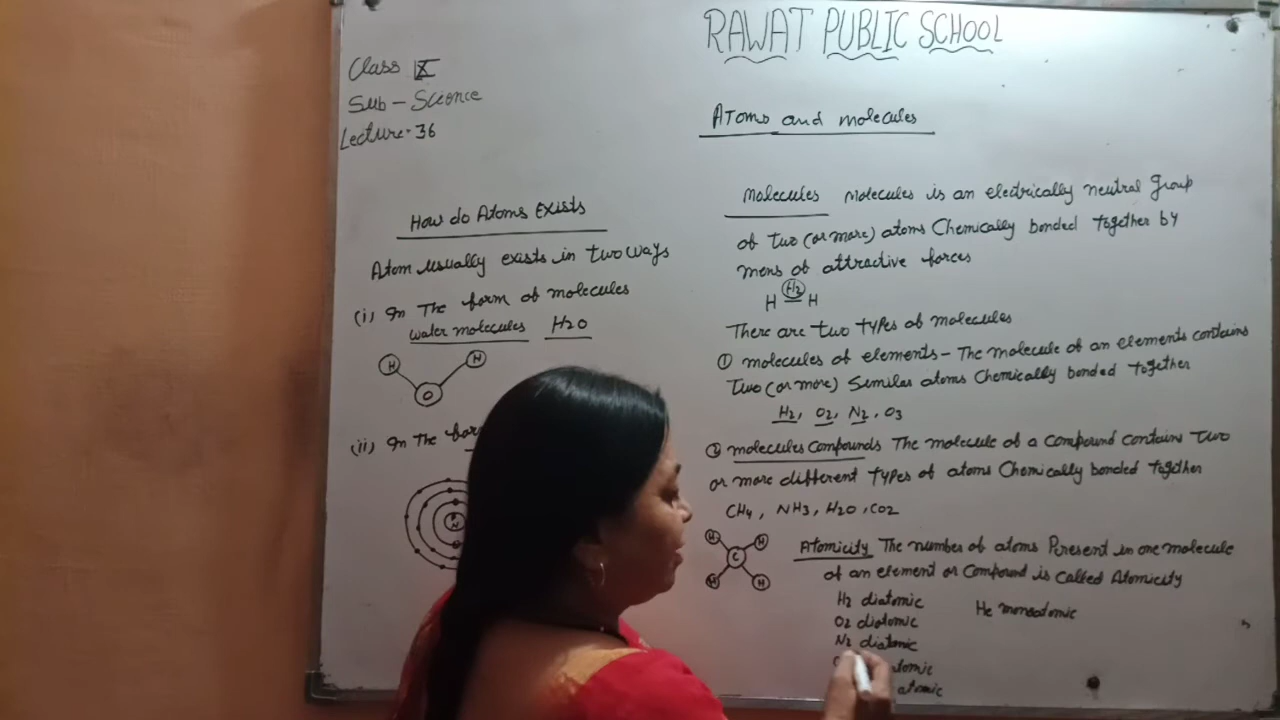 RAWAT PUBLIC SCHOOL
Class IX
Sub - Science
Lecture - 36
Atoms and molecules
How do Atoms Exists
Atom usually exists in two ways
(i) In The form of molecules
water molecules H2O
H H
O
(ii) In The
N
Molecules molecules is an electrically neutral Group
of two (or more) atoms Chemically bonded together by
mens of attractive forces
H2
H H
There are two types of molecules
① molecules of elements - The molecule of an elements contains
Two (or more) Similar atoms Chemically bonded together
H2, O2, N2, O3
② molecules compounds The molecule of a compound contains two
or more different types of atoms Chemically bonded together
CH4, NH3, H2O, CO2
H H
C
H H
Atomicity The number of atoms Peresent in one molecule
of an element or Compound is called Atomicity
H2 diatomic He monoatomic
O2 diatomic
N2 diatomic
atomic
atomic